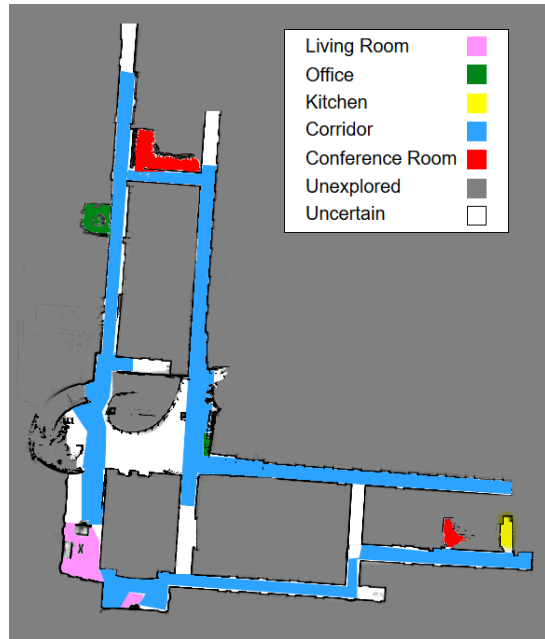 Living Room
Office
Kitchen
Corridor
Conference Room
Unexplored
Uncertain